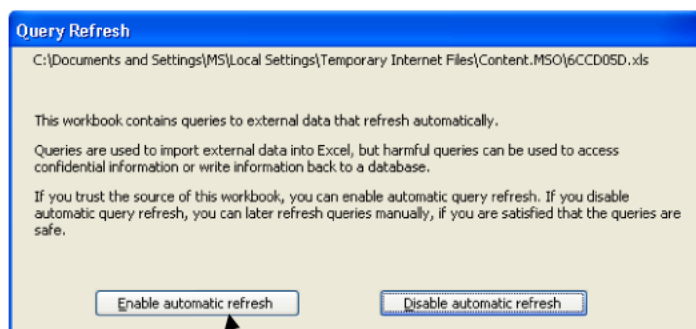 Query Refresh
C:\Documents and Settings\MS\Local Settings\Temporary Internet Files\Content.MSO\6CCD05D.xls
This workbook contains queries to external data that refresh automatically.
Queries are used to import external data into Excel, but harmful queries can be used to access
confidential information or write information back to a database.
If you trust the source of this workbook, you can enable automatic query refresh. If you disable
automatic query refresh, you can later refresh queries manually, if you are satisfied that the queries are
safe.
Enable automatic refresh Disable automatic refresh